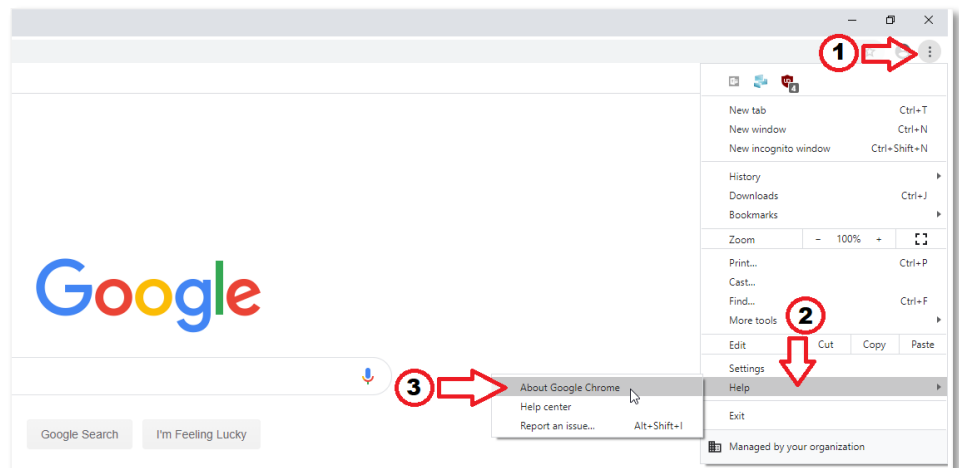 1
4
New tab Ctrl+T
New window Ctrl+N
New incognito window Ctrl+Shift+N
History
Downloads Ctrl+J
Bookmarks
Zoom - 100% +
Print... Ctrl+P
Cast...
Find... Ctrl+F
More tools
2
Edit Cut Copy Paste
Settings
Help
Exit
Managed by your organization
Google
3
About Google Chrome
Help center
Report an issue... Alt+Shift+I
Google Search I'm Feeling Lucky